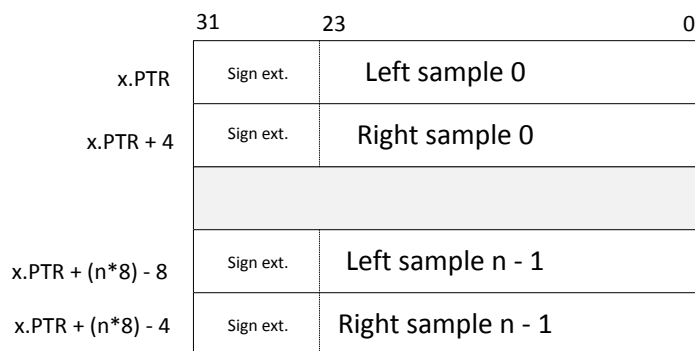 31 23 0
x.PTR Sign ext. Left sample 0
x.PTR + 4 Sign ext. Right sample 0
x.PTR + (n*8) - 8 Sign ext. Left sample n - 1
x.PTR + (n*8) - 4 Sign ext. Right sample n - 1